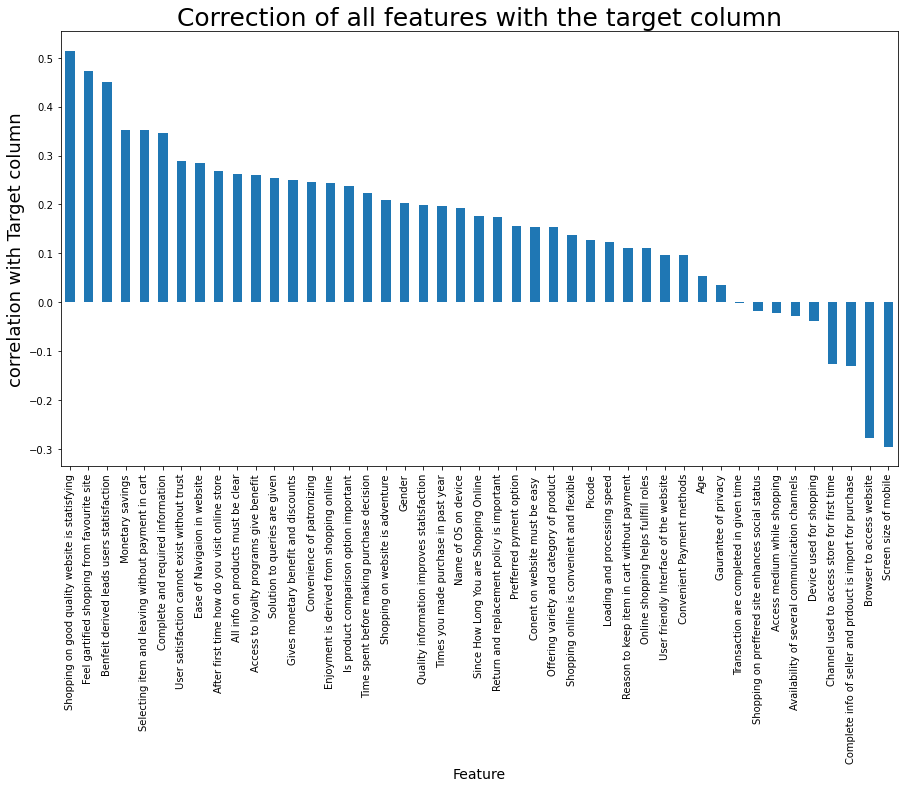 Correction of all features with the target column
correlation with Target column
0.5
0.4
0.3
0.2
0.1
0.0
−0.1
−0.2
−0.3
Shopping on good quality website is satisfying
Feel gartified shopping from favourite site
Benfeit derived leads users statisfaction
Monetary savings
Selecting item and leaving without payment in cart
Complete and required information
User satisfaction cannot exist without trust
Ease of Navigaion in website
After first time how do you visit online store
All info on products must be clear
Access to loyalty programs give benefit
Solution to queries are given
Gives monetary benefit and discounts
Convenience of patronizing
Enjoyment is derived from shopping online
Is product comparison option important
Time spent before making purchase decision
Shopping on website is adventure
Gender
Quality information improves statisfaction
Times you made purchase in past year
Name of OS on device
Since How Long You are Shopping Online
Return and replacement policy is important
Prefferred pyment option
Conent on website must be easy
Offering variety and category of product
Shopping online is convenient and flexible
Picode
Loading and processing speed
Reason to keep item in cart without payment
Online shopping helps fullfill roles
User friendly Interface of the website
Convenient Payment methods
Age
Gaurantee of privacy
Transaction are completed in given time
Shopping on preffered site enhances social status
Access medium while shopping
Availability of several communication channels
Device used for shopping
Channel used to access store for first time
Complete info of seller and prdouct is import for purchase
Browser to access website
Screen size of mobile
Feature